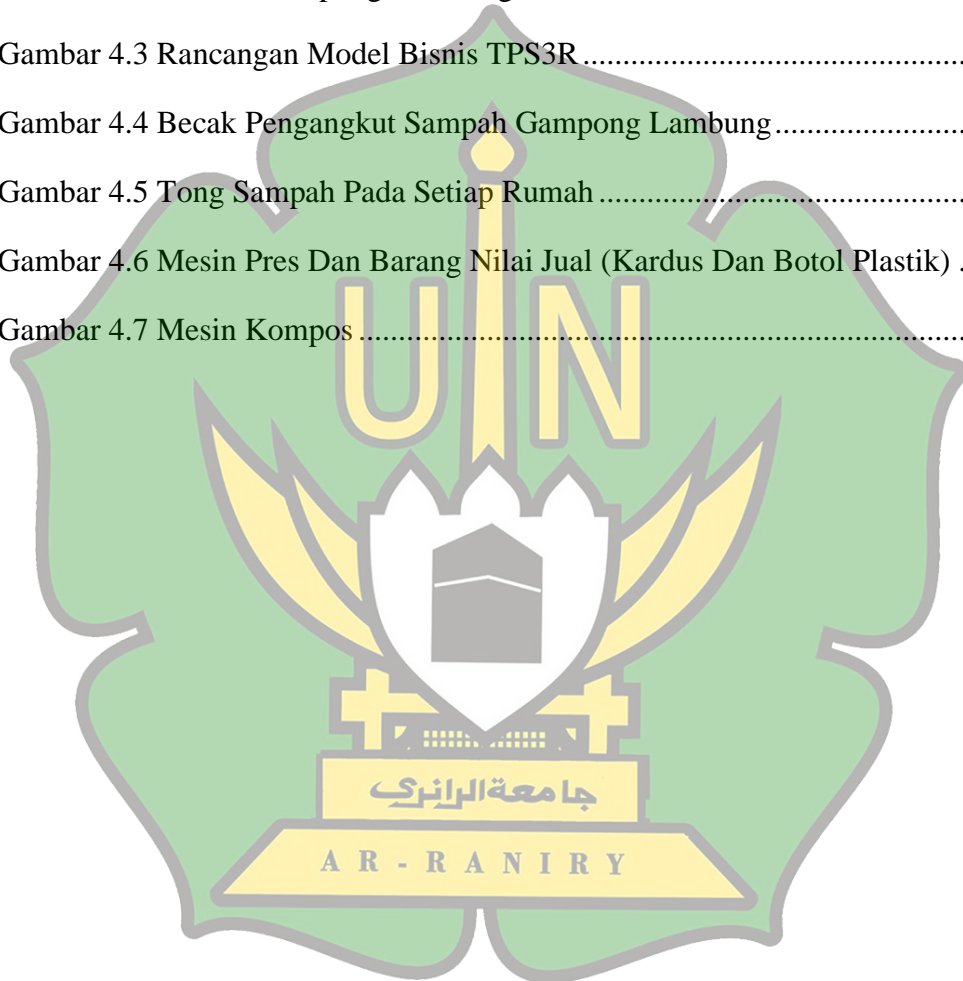 Gambar 4.3 Rancangan Model Bisnis TPS3R................................................
Gambar 4.4 Becak Pengangkut Sampah Gampong Lambung........................
Gambar 4.5 Tong Sampah Pada Setiap Rumah..............................................
Gambar 4.6 Mesin Pres Dan Barang Nilai Jual (Kardus Dan Botol Plastik) .
Gambar 4.7 Mesin Kompos..............................................................................
UIN
جامعة الرانري
AR-RANIRY